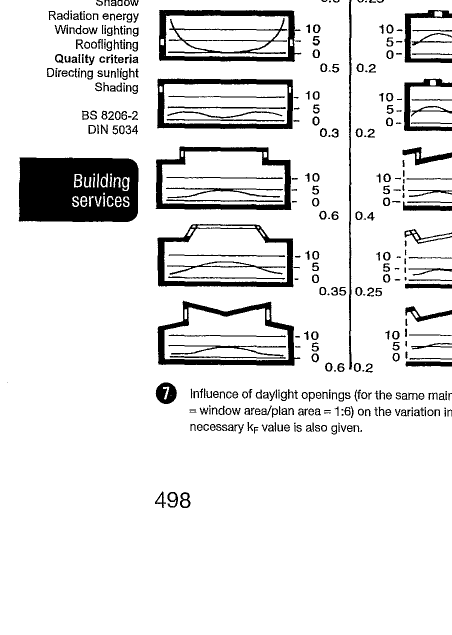 Shadow
Radiation energy
Window lighting
Rooflighting
Quality criteria
Directing sunlight
Shading
BS 8206-2
DIN 5034
Building
services
10
5
0
10
5
0
0.5 0.2
10
5
0
10
5
0
0.3 0.2
10
5
0
10
5
0
0.6 0.4
10
5
0
10
5
0
0.35 0.25
10
5
0
10
5
0
0.6 0.2
7 Influence of daylight openings (for the same main
= window area/plan area = 1:6) on the variation in
necessary kF value is also given.
498